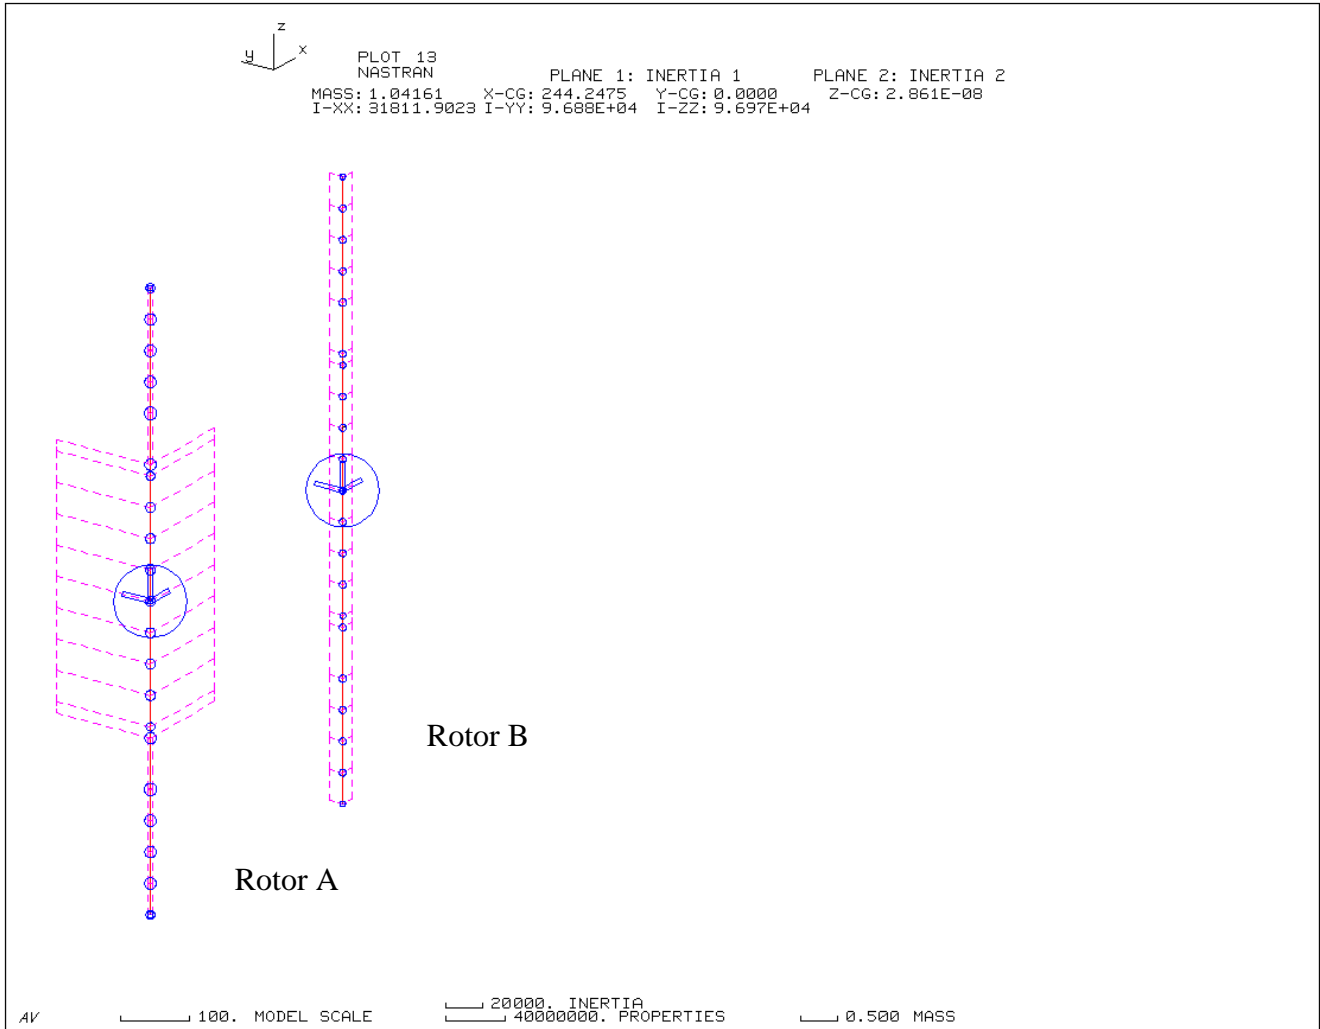 z
y x
PLOT 13
NASTRAN PLANE 1: INERTIA 1 PLANE 2: INERTIA 2
MASS: 1.04161 X-CG: 244.2475 Y-CG: 0.0000 Z-CG: 2.861E-08
I-XX: 31811.9023 I-YY: 9.688E+04 I-ZZ: 9.697E+04
Rotor B
Rotor A
20000. INERTIA
AV 100. MODEL SCALE 40000000. PROPERTIES 0.500 MASS